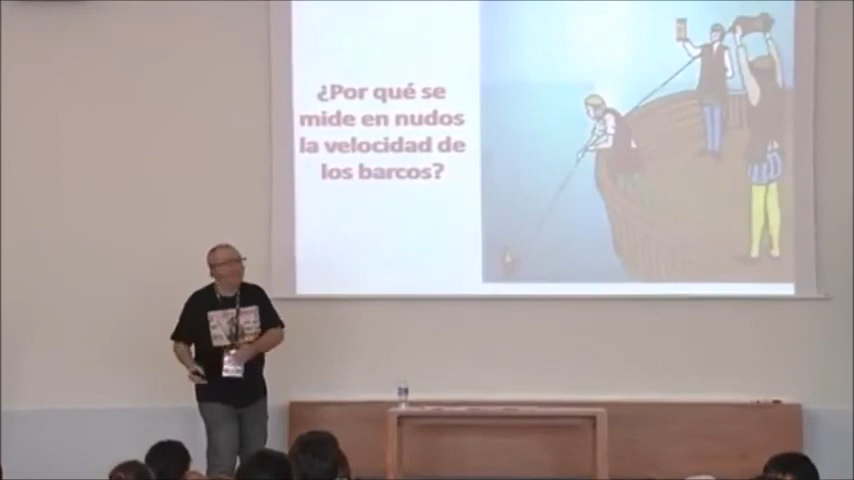 ¿Por qué se
mide en nudos
la velocidad de
los barcos?